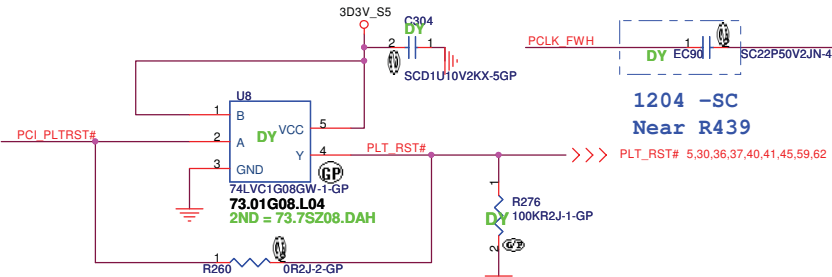 3D3V_S5
C304
DY
2
1
SCD1U10V2KX-5GP
PCLK_FWH
1
DY
EC90
SC22P50V2JN-4
1204 -SC
Near R439
U8
1
B
VCC
5
PCI_PLTRST#
2
A
DY
Y
4
PLT_RST#
3
GND
GP
74LVC1G08GW-1-GP
73.01G08.L04
2ND = 73.7SZ08.DAH
PLT_RST# 5,30,36,37,40,41,45,59,62
1
R276
DY
100KR2J-1-GP
2
G/P
1
R260
0R2J-2-GP